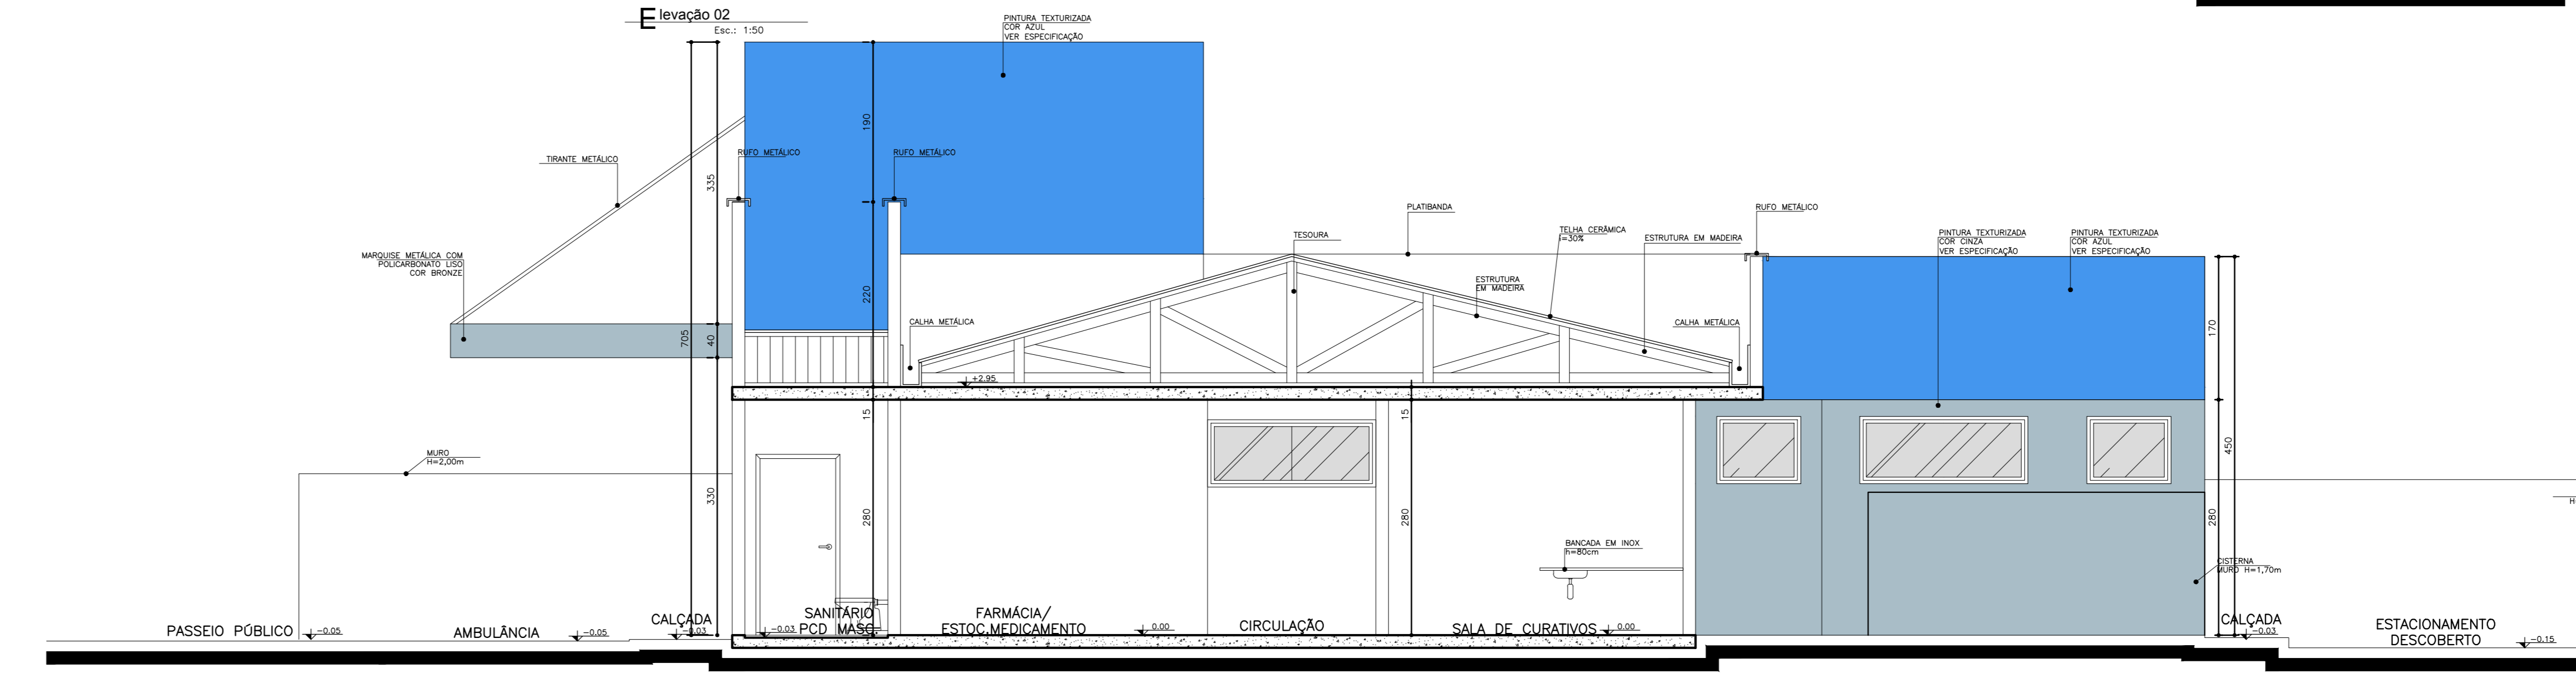 Elevação 02
Esc.: 1:50
PINTURA TEXTURIZADA
COR AZUL
VER ESPECIFICAÇÃO
TIRANTE METÁLICO
RUFO METÁLICO
RUFO METÁLICO
190
335
PLATIBANDA
RUFO METÁLICO
TESOURA
TELHA CERÂMICA
i=30%
ESTRUTURA EM MADEIRA
PINTURA TEXTURIZADA
COR CINZA
VER ESPECIFICAÇÃO
PINTURA TEXTURIZADA
COR AZUL
VER ESPECIFICAÇÃO
MARQUISE METÁLICA COM
POLICARBONATO LISO
COR BRONZE
ESTRUTURA
EM MADEIRA
220
CALHA METÁLICA
CALHA METÁLICA
170
705
40
+2.95
15
15
450
MURO
H=2,00m
330
280
280
280
H
BANCADA EM INOX
h=80cm
CISTERNA
MURO H=1,70m
PASSEIO PÚBLICO
-0.05
AMBULÂNCIA
-0.05
CALÇADA
-0.03
SANITÁRIO
PCD MASC.
-0.03
FARMÁCIA/
ESTOC.MEDICAMENTO
0.00
CIRCULAÇÃO
SALA DE CURATIVOS
0.00
CALÇADA
-0.03
ESTACIONAMENTO
DESCOBERTO
-0.15